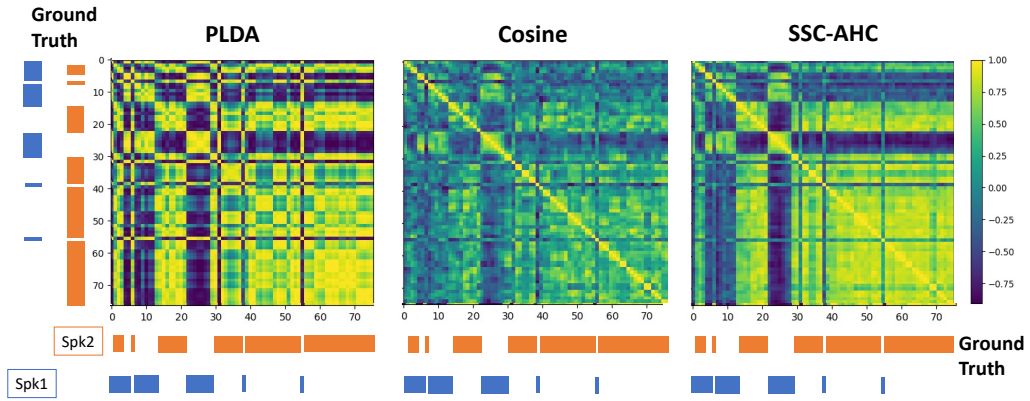 Ground
Truth
PLDA
Cosine
SSC-AHC
0
10
20
30
40
50
60
70
0 10 20 30 40 50 60 70
0 10 20 30 40 50 60 70
0 10 20 30 40 50 60 70
1.00
0.75
0.50
0.25
0.00
−0.25
−0.50
−0.75
Spk2
Ground
Truth
Spk1